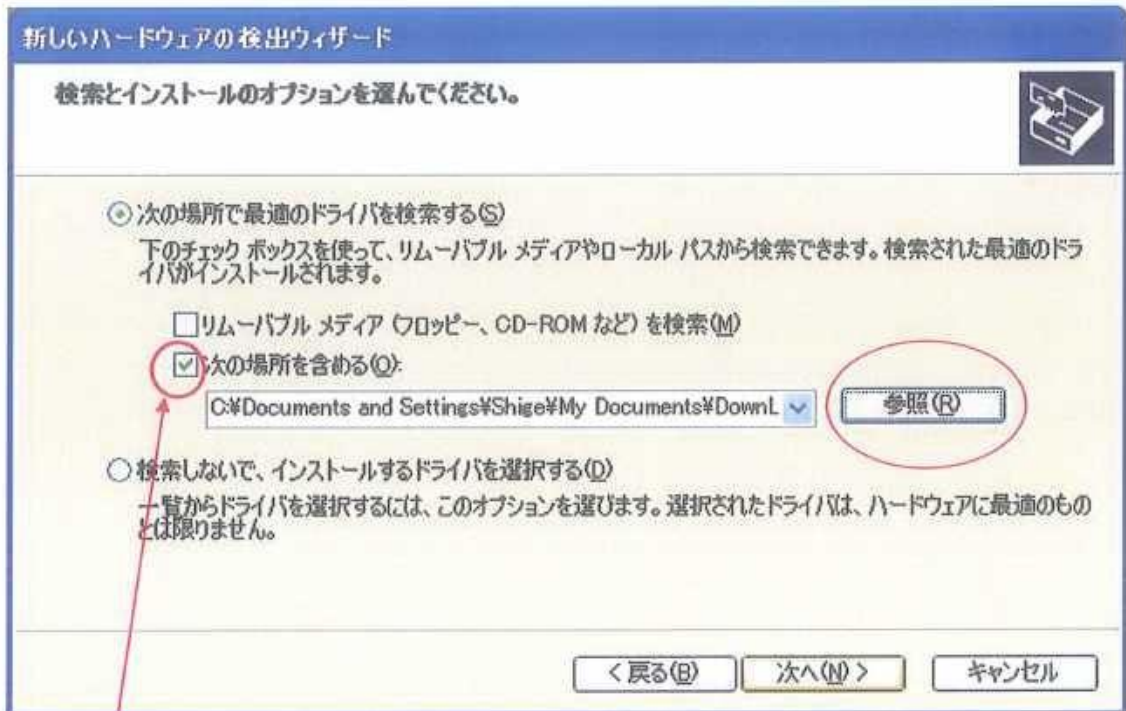 新しいハードウェアの検出ウィザード
検索とインストールのオプションを選んでください。
次の場所で最適のドライバを検索する(S)
下のチェック ボックスを使って、リムーバブル メディアやローカル パスから検索できます。検索された最適のドラ
イバがインストールされます。
リムーバブル メディア (フロッピー、CD-ROM など) を検索(M)
次の場所を含める(O):
C:¥Documents and Settings¥Shige¥My Documents¥DownL
参照(R)
検索しないで、インストールするドライバを選択する(D)
一覧からドライバを選択するには、このオプションを選びます。選択されたドライバは、ハードウェアに最適のもの
とは限りません。
< 戻る(B) 次へ(N) > キャンセル